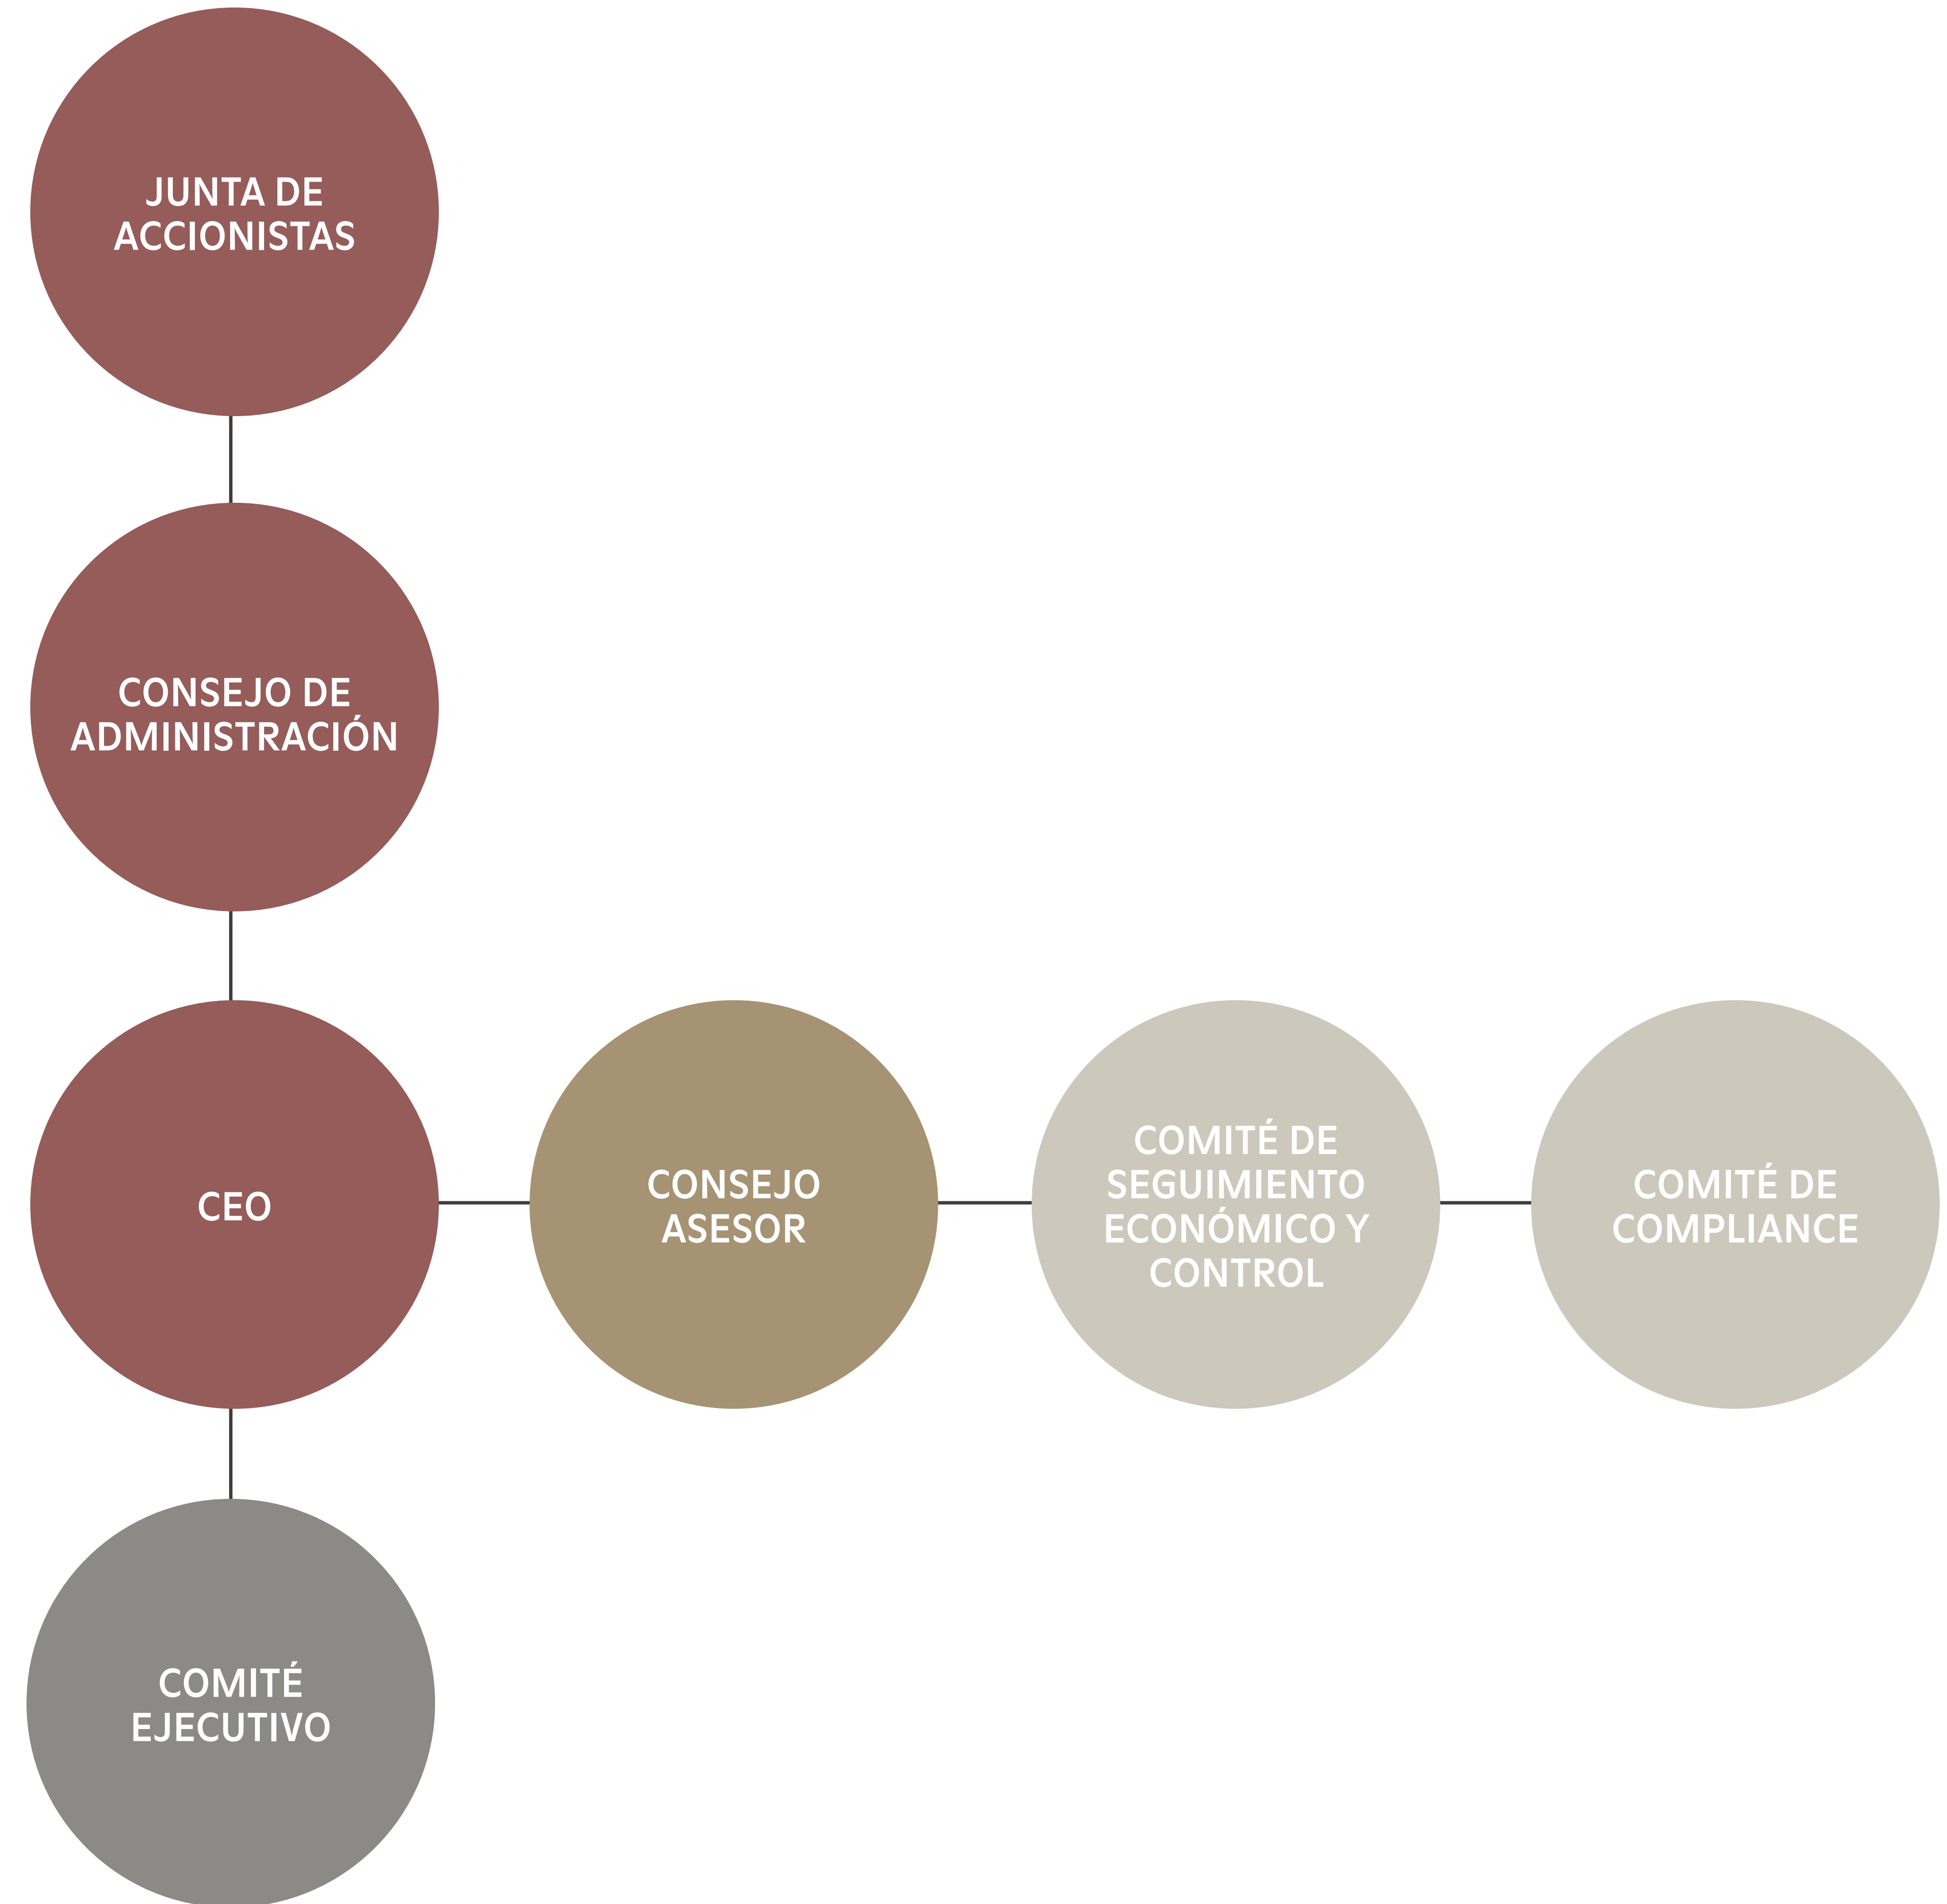 JUNTA DE
ACCIONISTAS
CONSEJO DE
ADMINISTRACIÓN
CEO
CONSEJO
ASESOR
COMITÉ DE
SEGUIMIENTO
ECONÓMICO Y
CONTROL
COMITÉ DE
COMPLIANCE
COMITÉ
EJECUTIVO